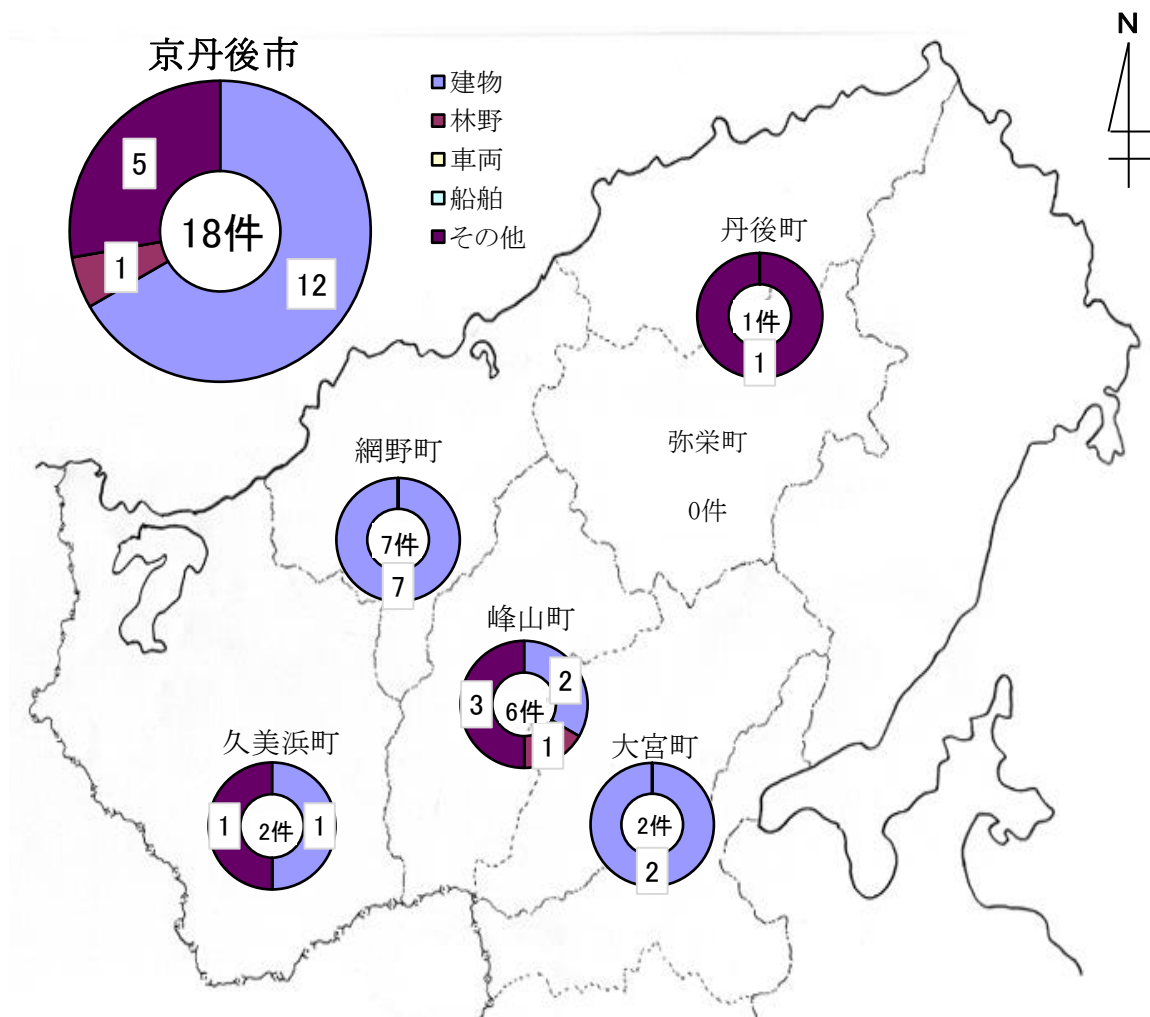 N
京丹後市
建物
林野
車両
船舶
その他
5
1
18件
12
丹後町
1件
1
弥栄町
0件
網野町
7件
7
峰山町
2
3
6件
1
久美浜町
1
2件
1
大宮町
2件
2